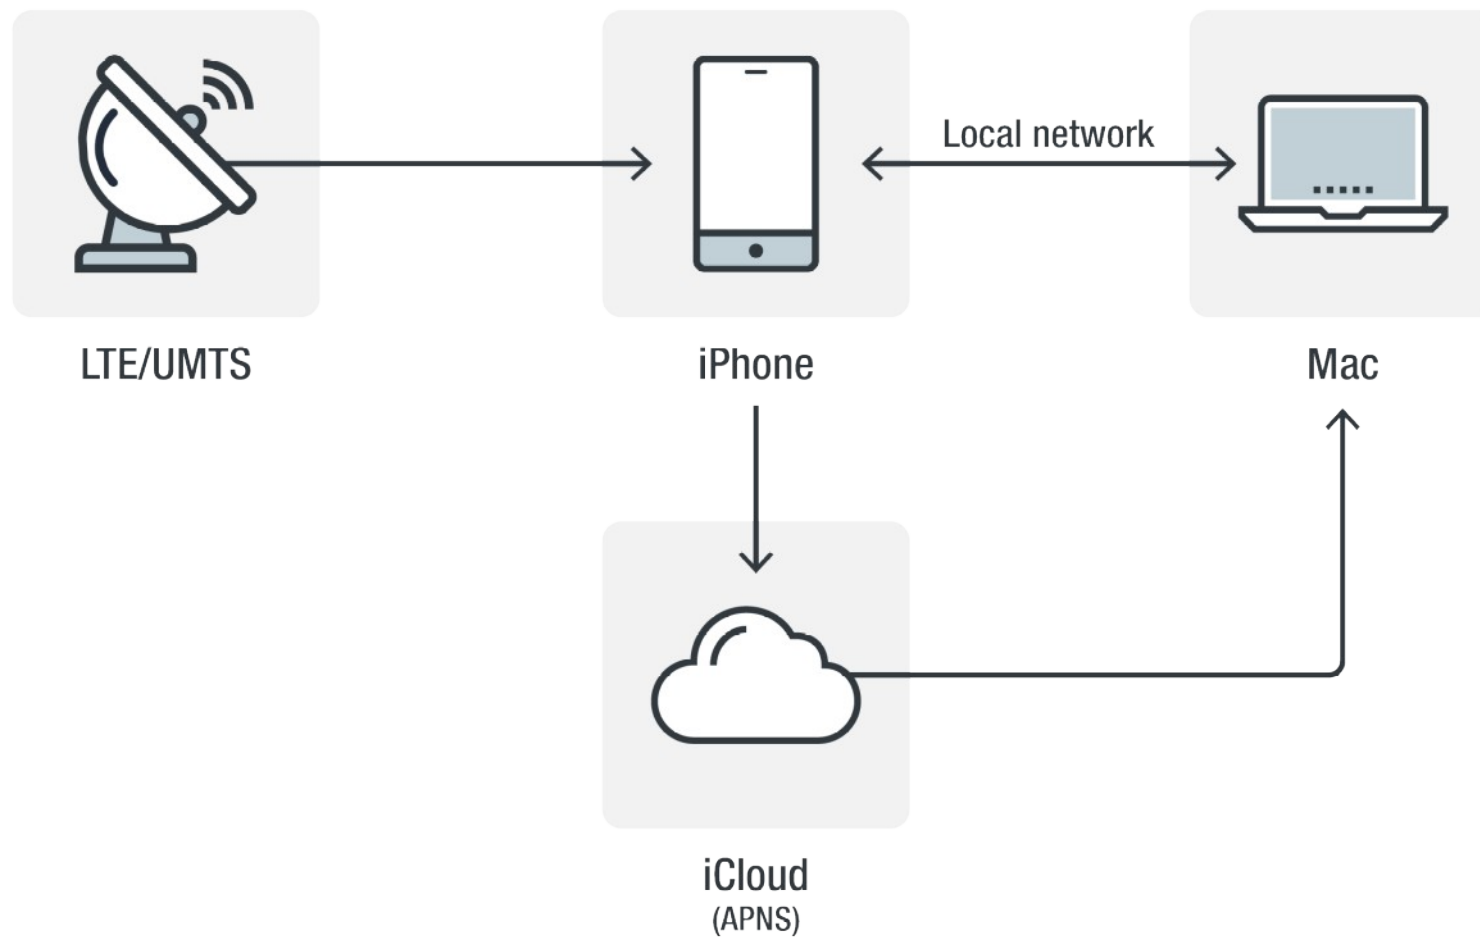 Local network
LTE/UMTS
iPhone
Mac
iCloud
(APNS)